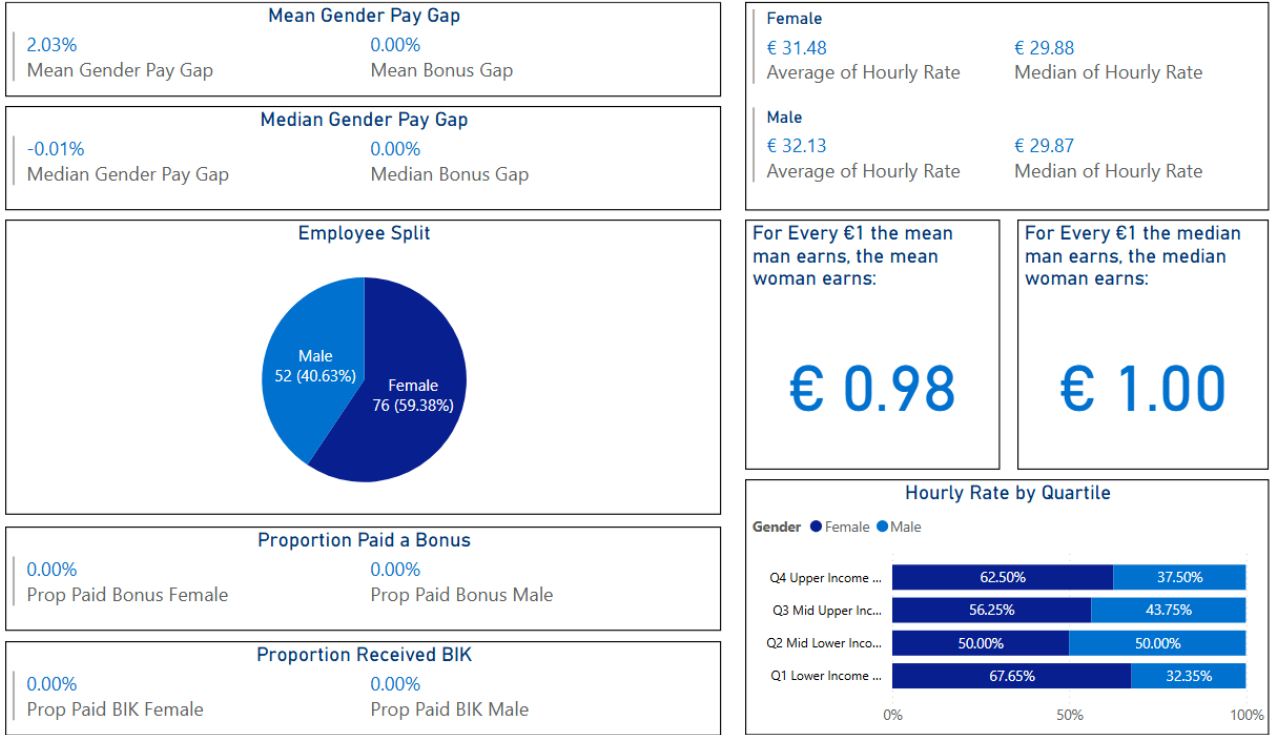 Mean Gender Pay Gap
2.03%
0.00%
Mean Gender Pay Gap
Mean Bonus Gap
Median Gender Pay Gap
-0.01%
0.00%
Median Gender Pay Gap
Median Bonus Gap
Employee Split
Male
52 (40.63%)
Female
76 (59.38%)
Proportion Paid a Bonus
0.00%
0.00%
Prop Paid Bonus Female
Prop Paid Bonus Male
Proportion Received BIK
0.00%
0.00%
Prop Paid BIK Female
Prop Paid BIK Male
Female
€ 31.48
€ 29.88
Average of Hourly Rate
Median of Hourly Rate
Male
€ 32.13
€ 29.87
Average of Hourly Rate
Median of Hourly Rate
For Every €1 the mean
man earns, the mean
woman earns:
€ 0.98
For Every €1 the median
man earns, the median
woman earns:
€ 1.00
Hourly Rate by Quartile
Gender Female Male
Q4 Upper Income ...
62.50%
37.50%
Q3 Mid Upper Inc...
56.25%
43.75%
Q2 Mid Lower Inco...
50.00%
50.00%
Q1 Lower Income ...
67.65%
32.35%
0%
50%
100%